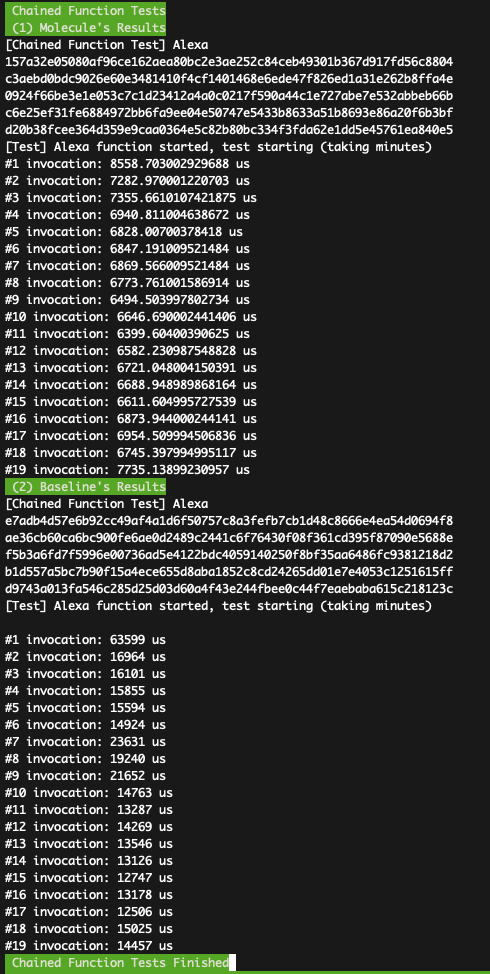 Chained Function Tests
(1) Molecule's Results
[Chained Function Test] Alexa
157a32e05080af96ce162aea80bc2e3ae252c84ceb49301b367d917fd56c8804
c3aebd0bdc9026e60e3481410f4cf1401468e6ede47f826ed1a31e262b8ffa4e
0924f66be3e1e053c7c1d23412a4a0c0217f590a44c1e727abe7e532abbeb66b
c6e25ef31fe6884972bb6fa9ee04e50747e5433b8633a51b8693e86a20f6b3bf
d20b38fcee364d359e9caa0364e5c82b80bc334f3fda62e1dd5e45761ea840e5
[Test] Alexa function started, test starting (taking minutes)
#1 invocation: 8558.703002929688 us
#2 invocation: 7282.970001220703 us
#3 invocation: 7355.6610107421875 us
#4 invocation: 6940.811004638672 us
#5 invocation: 6828.00700378418 us
#6 invocation: 6847.191009521484 us
#7 invocation: 6869.566009521484 us
#8 invocation: 6773.761001586914 us
#9 invocation: 6494.503997802734 us
#10 invocation: 6646.690002441406 us
#11 invocation: 6399.60400390625 us
#12 invocation: 6582.230987548828 us
#13 invocation: 6721.048004150391 us
#14 invocation: 6688.948989868164 us
#15 invocation: 6611.604995727539 us
#16 invocation: 6873.944000244141 us
#17 invocation: 6954.509994506836 us
#18 invocation: 6745.397994995117 us
#19 invocation: 7735.13899230957 us
(2) Baseline's Results
[Chained Function Test] Alexa
e7adb4d57e6b92cc49af4a1d6f50757c8a3fefb7cb1d48c8666e4ea54d0694f8
ae36cb60ca6bc900fe6ae0d2489c2441c6f76430f08f361cd395f87090e5688e
f5b3a6fd7f5996e00736ad5e4122bdc4059140250f8bf35aa6486fc9381218d2
b1d557a5bc7b90f15a4ece655d8aba1852c8cd24265dd01e7e4053c1251615ff
d9743a013fa546c285d25d03d60a4f43e244fbee0c44f7eaebaba615c218123c
[Test] Alexa function started, test starting (taking minutes)
#1 invocation: 63599 us
#2 invocation: 16964 us
#3 invocation: 16101 us
#4 invocation: 15855 us
#5 invocation: 15594 us
#6 invocation: 14924 us
#7 invocation: 23631 us
#8 invocation: 19240 us
#9 invocation: 21652 us
#10 invocation: 14763 us
#11 invocation: 13287 us
#12 invocation: 14269 us
#13 invocation: 13546 us
#14 invocation: 13126 us
#15 invocation: 12747 us
#16 invocation: 13178 us
#17 invocation: 12506 us
#18 invocation: 15025 us
#19 invocation: 14457 us
Chained Function Tests Finished